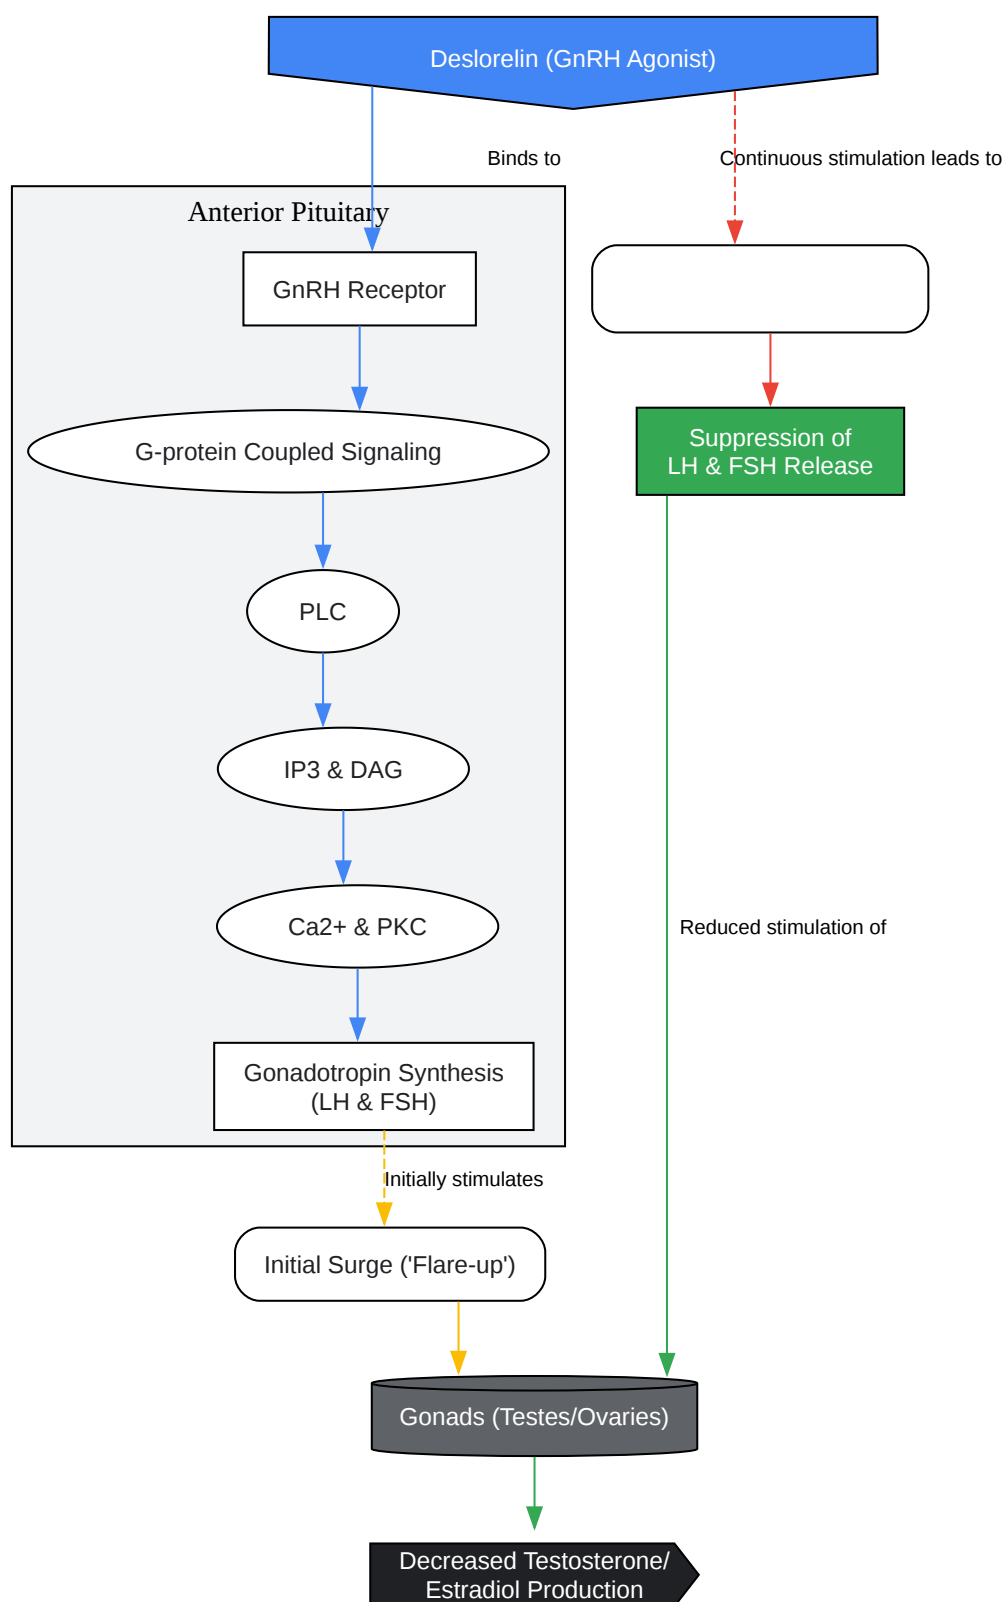 Deslorelin (GnRH Agonist)
Binds to
Continuous stimulation leads to
Anterior Pituitary
GnRH Receptor
G-protein Coupled Signaling
Suppression of
LH & FSH Release
PLC
IP3 & DAG
Ca2+ & PKC
Reduced stimulation of
Gonadotropin Synthesis
(LH & FSH)
Initially stimulates
Initial Surge ('Flare-up')
Gonads (Testes/Ovaries)
Decreased Testosterone/
Estradiol Production